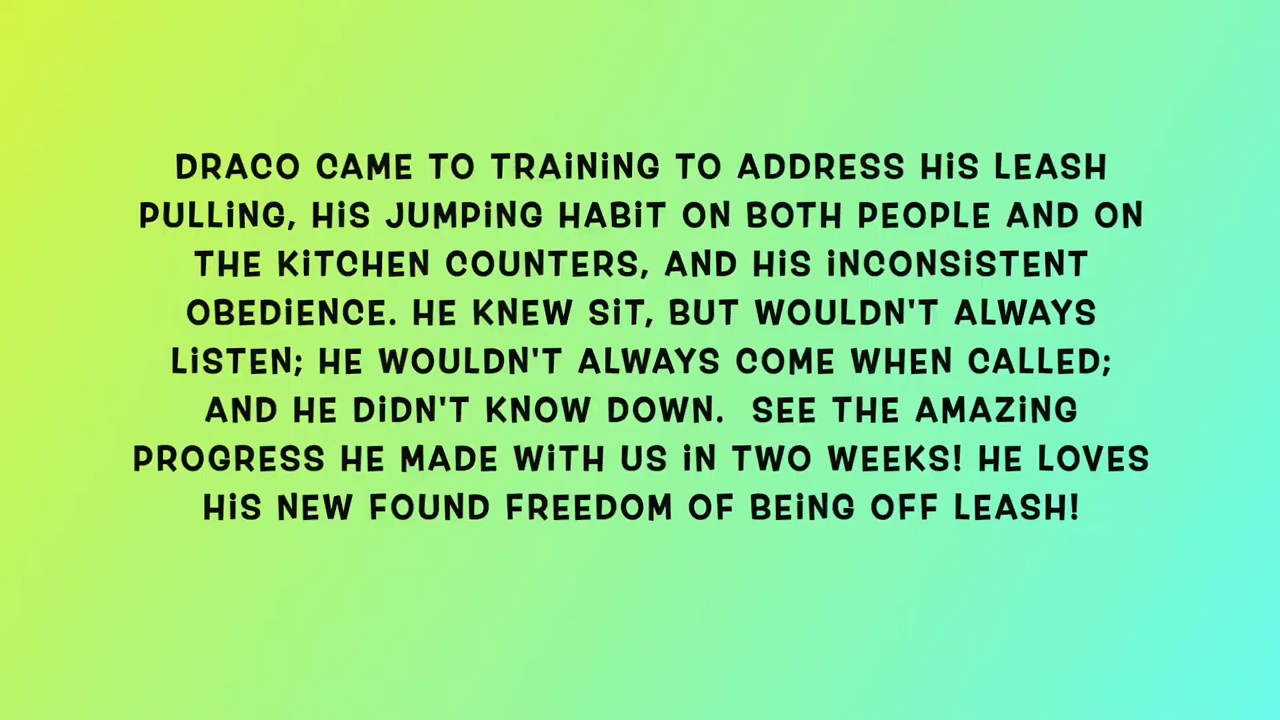 DRACO CAME TO TRAiNiNG TO ADDRESS HiS LEASH
PULLiNG, HiS JUMPiNG HABiT ON BOTH PEOPLE AND ON
THE KiTCHEN COUNTERS, AND HiS iNCONSiSTENT
OBEDiENCE. HE KNEW SiT, BUT WOULDN'T ALWAYS
LiSTEN; HE WOULDN'T ALWAYS COME WHEN CALLED;
AND HE DiDN'T KNOW DOWN.  SEE THE AMAZiNG
PROGRESS HE MADE WiTH US iN TWO WEEKS! HE LOVES
HiS NEW FOUND FREEDOM OF BEiNG OFF LEASH!